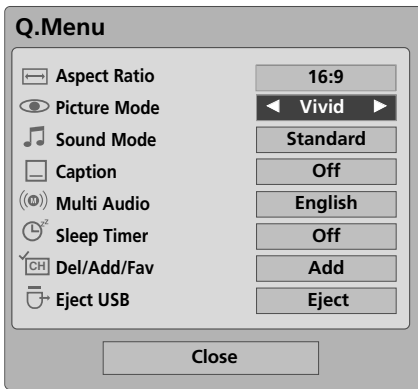 Q.Menu
Aspect Ratio 16:9
Picture Mode ◄ Vivid ►
Sound Mode Standard
Caption Off
Multi Audio English
Sleep Timer Off
CH Del/Add/Fav Add
Eject USB Eject
Close